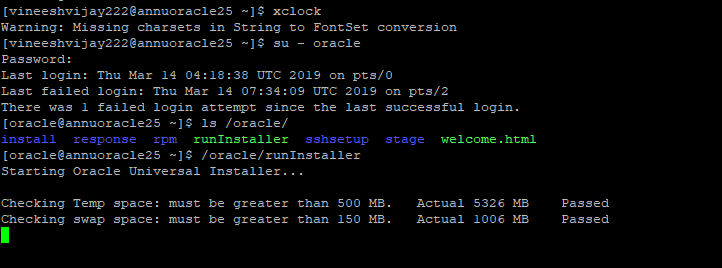 [vineeshvijay222@annuoracle25 ~]$ xclock
Warning: Missing charsets in String to FontSet conversion
[vineeshvijay222@annuoracle25 ~]$ su - oracle
Password:
Last login: Thu Mar 14 04:18:38 UTC 2019 on pts/0
Last failed login: Thu Mar 14 07:34:09 UTC 2019 on pts/2
There was 1 failed login attempt since the last successful login.
[oracle@annuoracle25 ~]$ ls /oracle/
install response rpm runInstaller sshsetup stage welcome.html
[oracle@annuoracle25 ~]$ /oracle/runInstaller
Starting Oracle Universal Installer...
Checking Temp space: must be greater than 500 MB. Actual 5326 MB Passed
Checking swap space: must be greater than 150 MB. Actual 1006 MB Passed